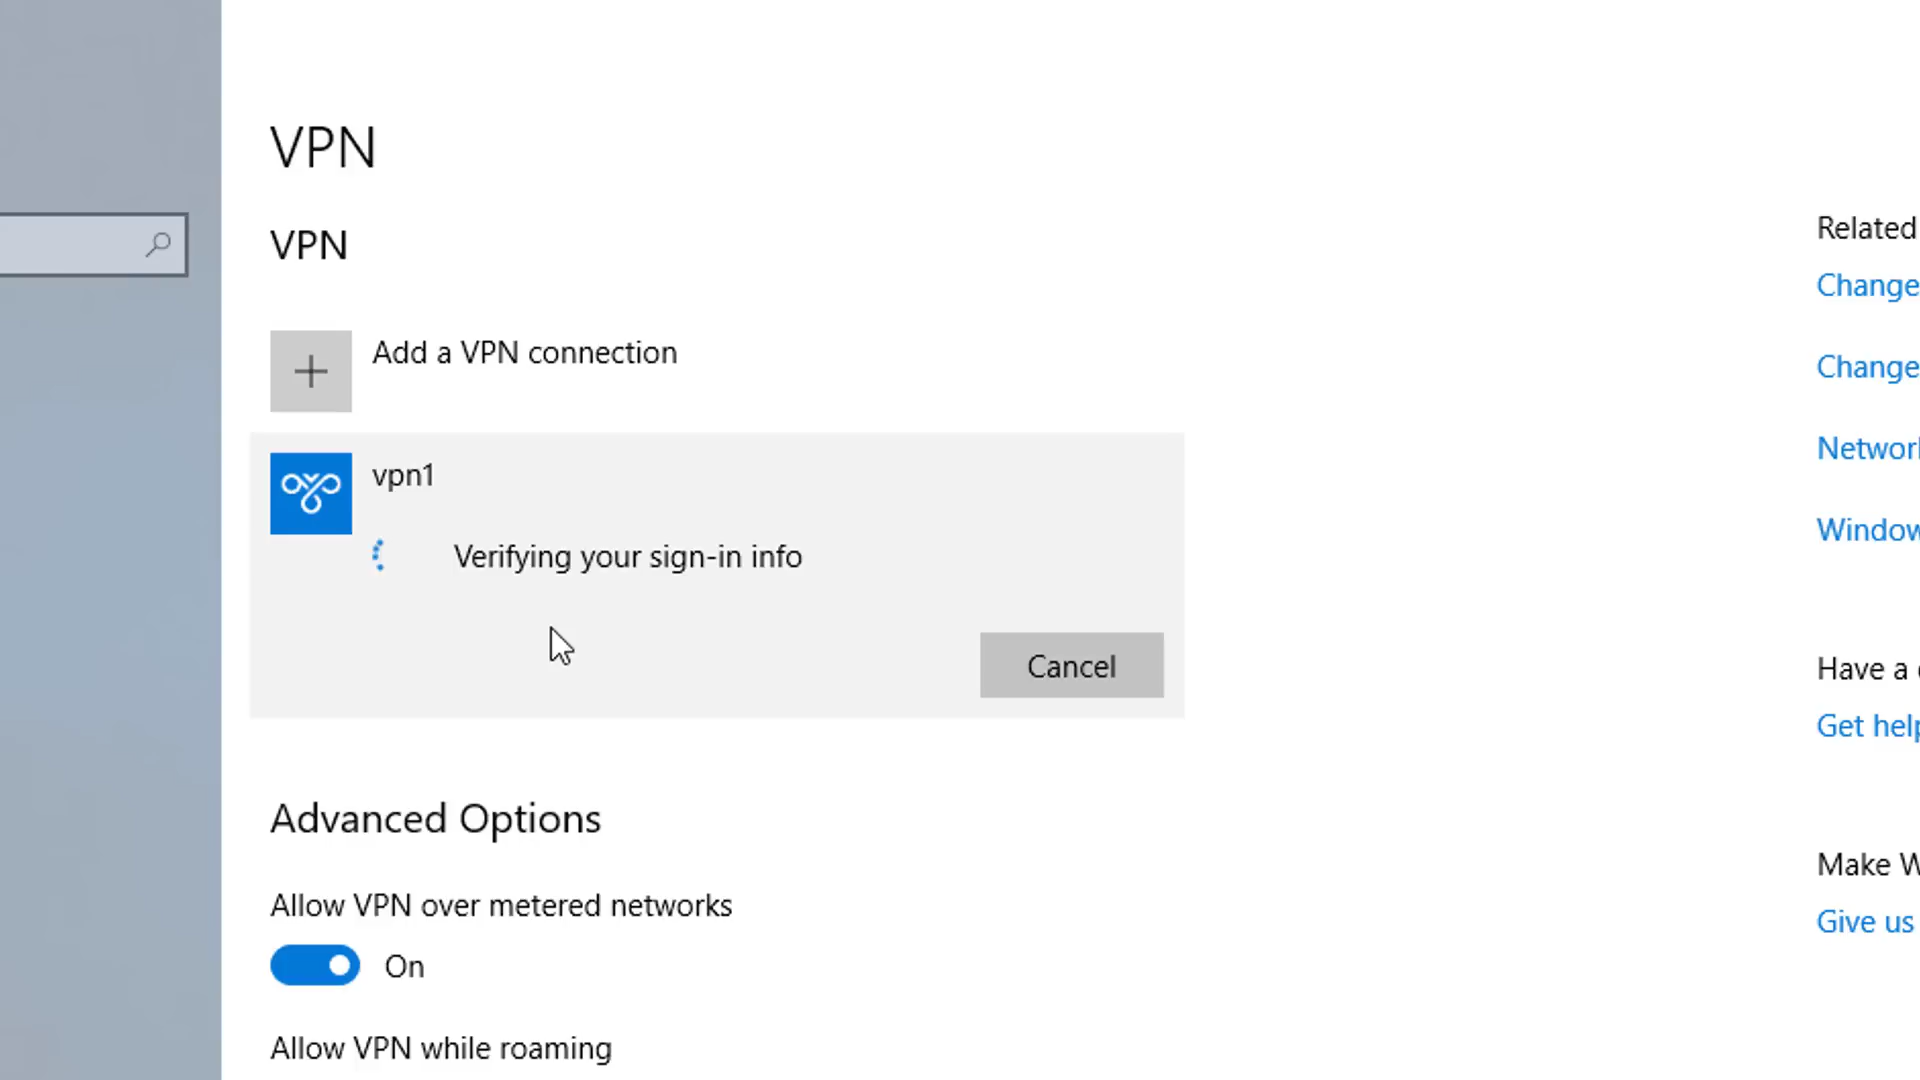 VPN
VPN
Add a VPN connection
vpn1
Verifying your sign-in info
Cancel
Advanced Options
Allow VPN over metered networks
On
Allow VPN while roaming
Related
Change
Change
Have a
Get help
Make
Give us